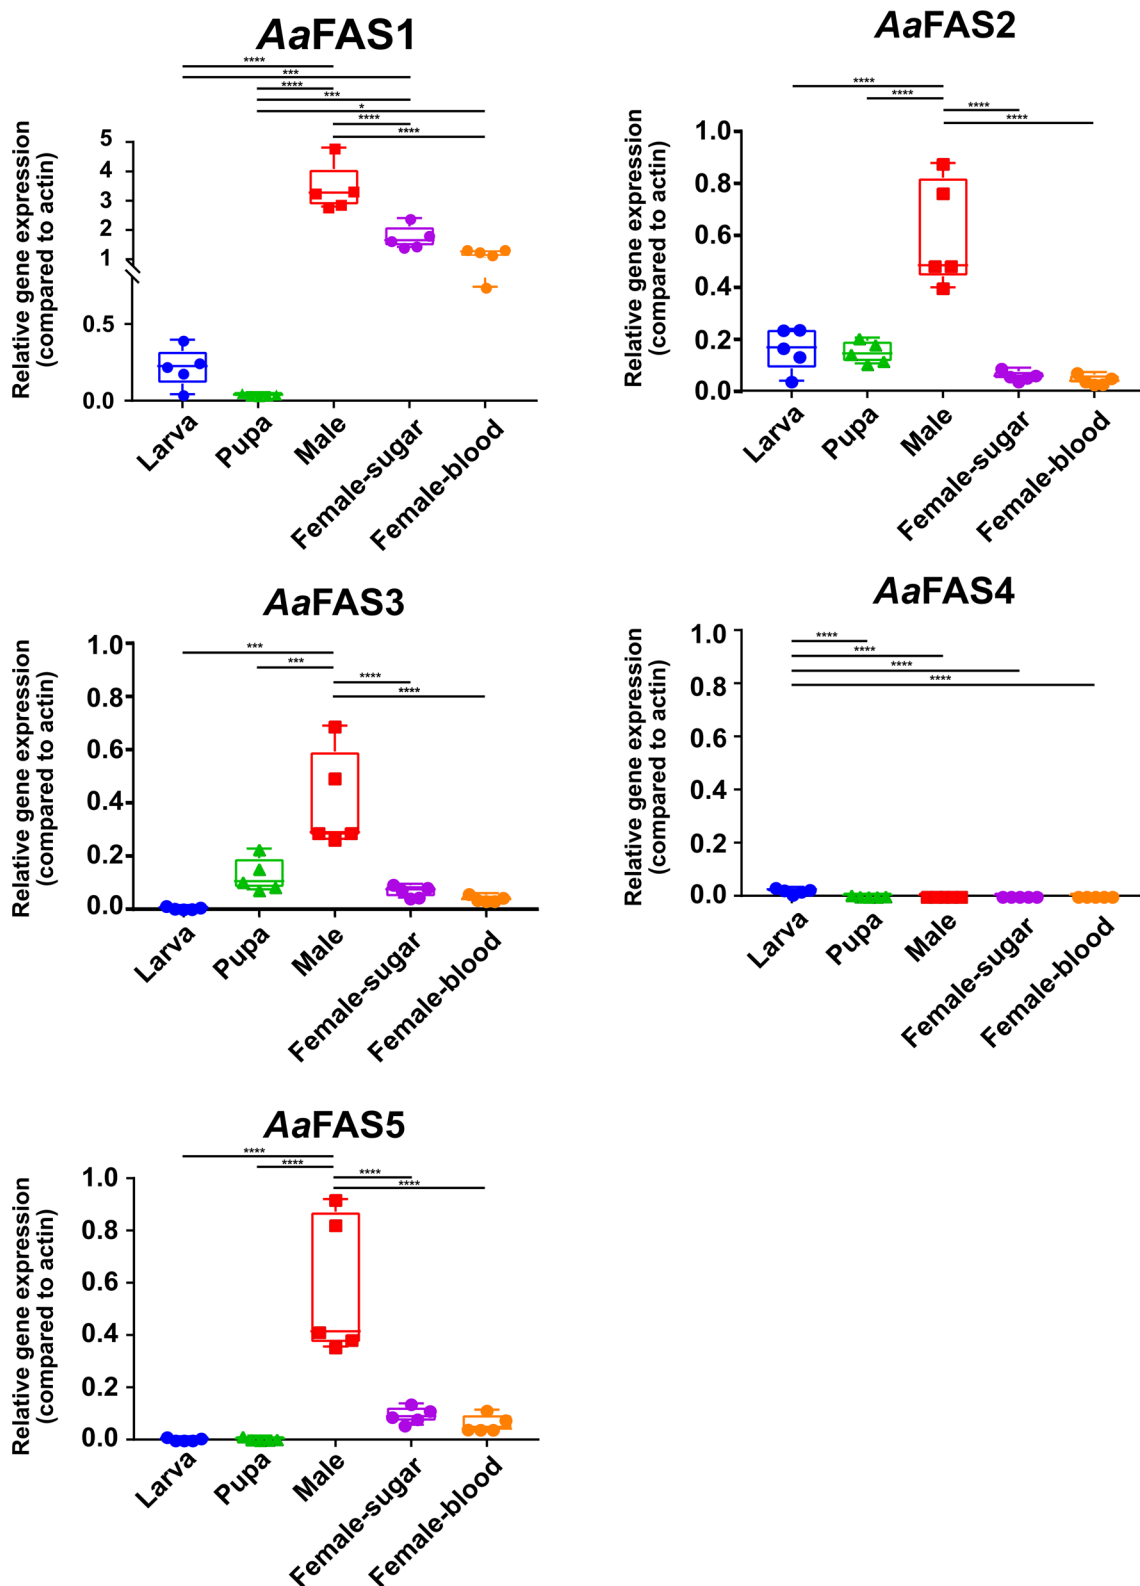 AaFAS1
****
***
****
***
*
****
****
Relative gene expression
(compared to actin)
5
4
3
2
1
0.5
0.0
Larva
Pupa
Male
Female-sugar
Female-blood
AaFAS2
****
****
****
****
Relative gene expression
(compared to actin)
1.0
0.8
0.6
0.4
0.2
0.0
Larva
Pupa
Male
Female-sugar
Female-blood
AaFAS3
***
***
****
****
Relative gene expression
(compared to actin)
1.0
0.8
0.6
0.4
0.2
0.0
Larva
Pupa
Male
Female-sugar
Female-blood
AaFAS4
****
****
****
****
Relative gene expression
(compared to actin)
1.0
0.8
0.6
0.4
0.2
0.0
Larva
Pupa
Male
Female-sugar
Female-blood
AaFAS5
****
****
****
****
Relative gene expression
(compared to actin)
1.0
0.8
0.6
0.4
0.2
0.0
Larva
Pupa
Male
Female-sugar
Female-blood